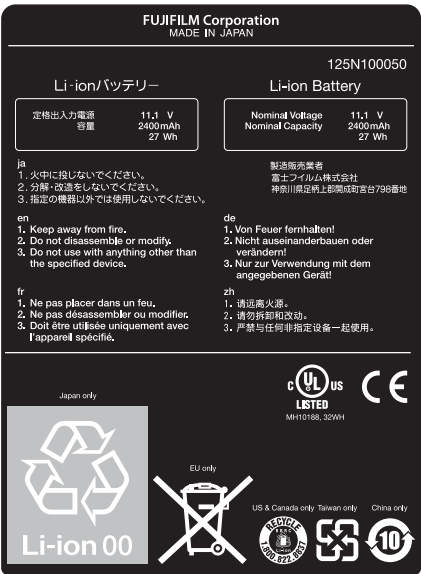 FUJIFILM Corporation
MADE IN JAPAN
125N100050
Li-ionバッテリー
定格出入力電源 11.1 V
容量 2400mAh
27 Wh
Li-ion Battery
Nominal Voltage 11.1 V
Nominal Capacity 2400mAh
27 Wh
ja
1. 火中に投じないでください。
2. 分解・改造をしないでください。
3. 指定の機器以外では使用しないでください。
製造販売業者
富士フイルム株式会社
神奈川県足柄上郡開成町宮台798番地
en
1. Keep away from fire.
2. Do not disassemble or modify.
3. Do not use with anything other than
the specified device.
de
1. Von Feuer fernhalten!
2. Nicht auseinanderbauen oder
verändern!
3. Nur zur Verwendung mit dem
angegebenen Gerät!
fr
1. Ne pas placer dans un feu.
2. Ne pas désassembler ou modifier.
3. Doit être utilisée uniquement avec
l'appareil spécifié.
zh
1. 请远离火源。
2. 请勿拆卸和改动。
3. 严禁与任何非指定设备一起使用。
c UL US
LISTED
MH10188, 32WH
CE
Japan only
Li-ion 00
EU only
US & Canada only
RECYCLE
Li-ion
1.800.822.8837
Taiwan only
China only
10